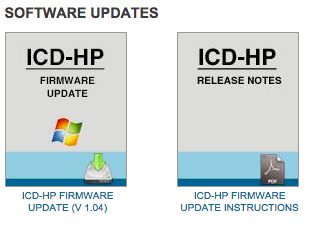 SOFTWARE UPDATES
ICD-HP
FIRMWARE
UPDATE
ICD-HP FIRMWARE
UPDATE (V 1.04)
ICD-HP
RELEASE NOTES
PDF
ICD-HP FIRMWARE
UPDATE INSTRUCTIONS